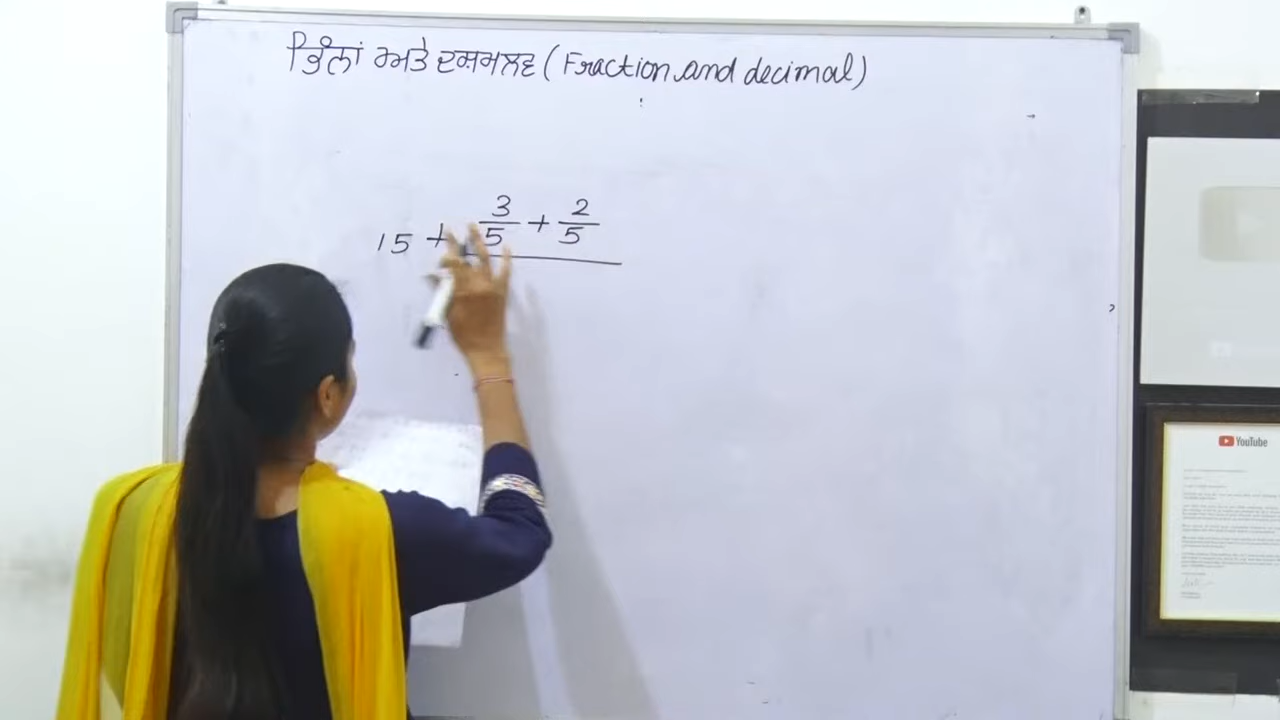 ਭਿੰਨਾਂ ਅਤੇ ਦਸ਼ਮਲਵ (Fraction and decimal)
15 + 3/5 + 2/5
YouTube